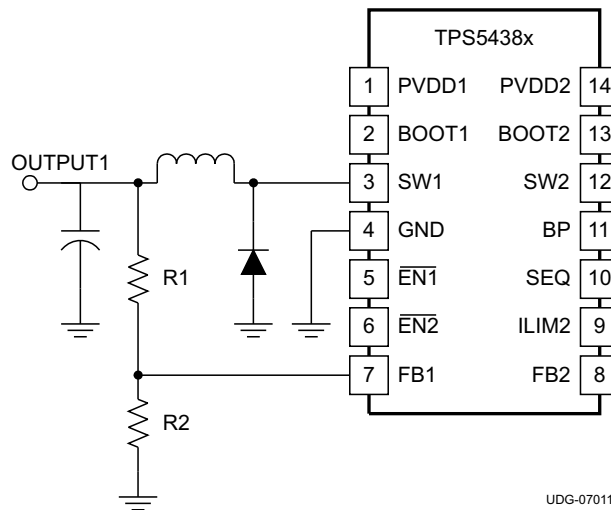 TPS5438x
1 PVDD1 PVDD2 14
2 BOOT1 BOOT2 13
OUTPUT1
3 SW1 SW2 12
4 GND BP 11
R1
5 EN1 SEQ 10
6 EN2 ILIM2 9
7 FB1 FB2 8
R2
UDG-07011